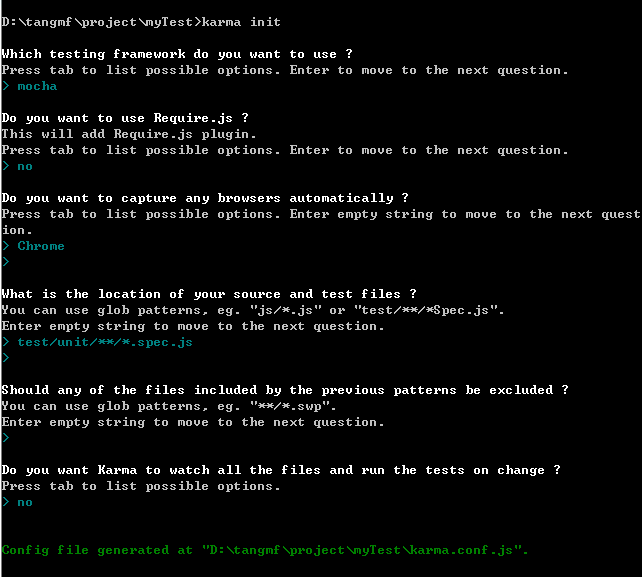 D:\tangmf\project\myTest>karma init
Which testing framework do you want to use ?
Press tab to list possible options. Enter to move to the next question.
> mocha
Do you want to use Require.js ?
This will add Require.js plugin.
Press tab to list possible options. Enter to move to the next question.
> no
Do you want to capture any browsers automatically ?
Press tab to list possible options. Enter empty string to move to the next quest
ion.
> Chrome
>
What is the location of your source and test files ?
You can use glob patterns, eg. "js/*.js" or "test/**/*Spec.js".
Enter empty string to move to the next question.
> test/unit/**/*.spec.js
>
Should any of the files included by the previous patterns be excluded ?
You can use glob patterns, eg. "**/*.swp".
Enter empty string to move to the next question.
>
Do you want Karma to watch all the files and run the tests on change ?
Press tab to list possible options.
> no
Config file generated at "D:\tangmf\project\myTest\karma.conf.js".